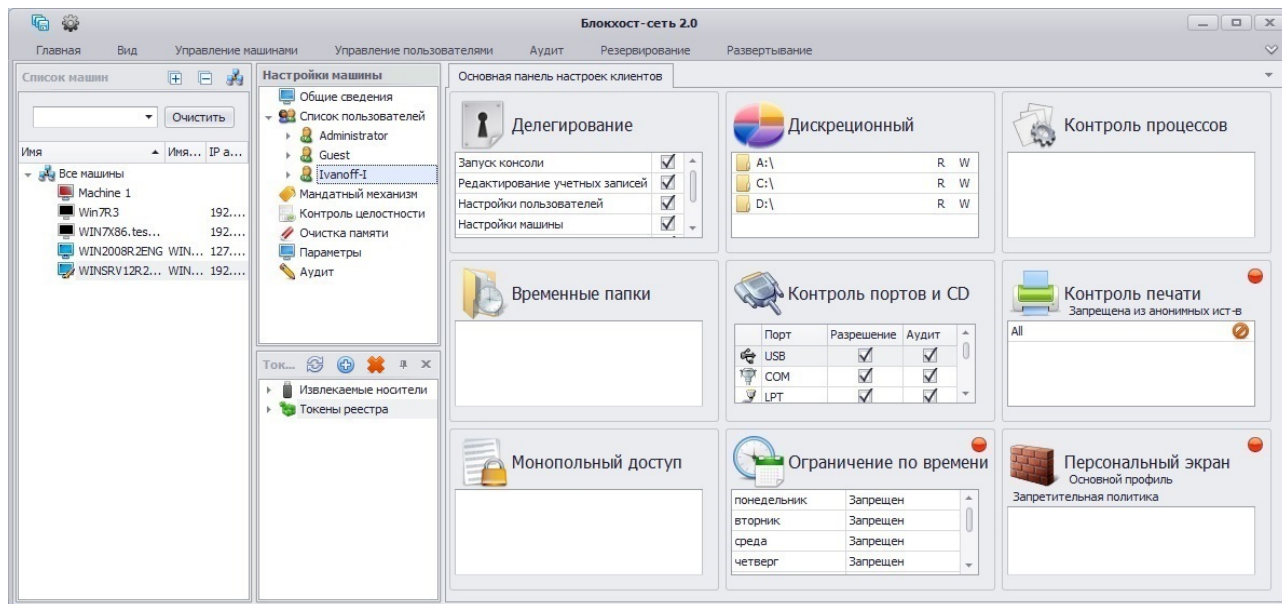 Блокхост-сеть 2.0
Главная Вид Управление машинами Управление пользователями Аудит Резервирование Развертывание
Список машин
Очистить
Имя Имя... IP а...
Все машины
Machine 1
Win7R3 192....
WIN7X86.tes... 192....
WIN2008R2ENG WIN... 127....
WINSRV12R2... WIN... 192....
Настройки машины
Общие сведения
Список пользователей
Administrator
Guest
Ivanoff-I
Мандатный механизм
Контроль целостности
Очистка памяти
Параметры
Аудит
Ток...
Извлекаемые носители
Токены реестра
Основная панель настроек клиентов
Делегирование
Запуск консоли
Редактирование учетных записей
Настройки пользователей
Настройки машины
Дискреционный
A:\ R W
C:\ R W
D:\ R W
Контроль процессов
Временные папки
Контроль портов и CD
Порт Разрешение Аудит
USB
COM
LPT
Контроль печати
Запрещена из анонимных ист-в
All
Монопольный доступ
Ограничение по времени
понедельник Запрещен
вторник Запрещен
среда Запрещен
четверг Запрещен
Персональный экран
Основной профиль
Запретительная политика